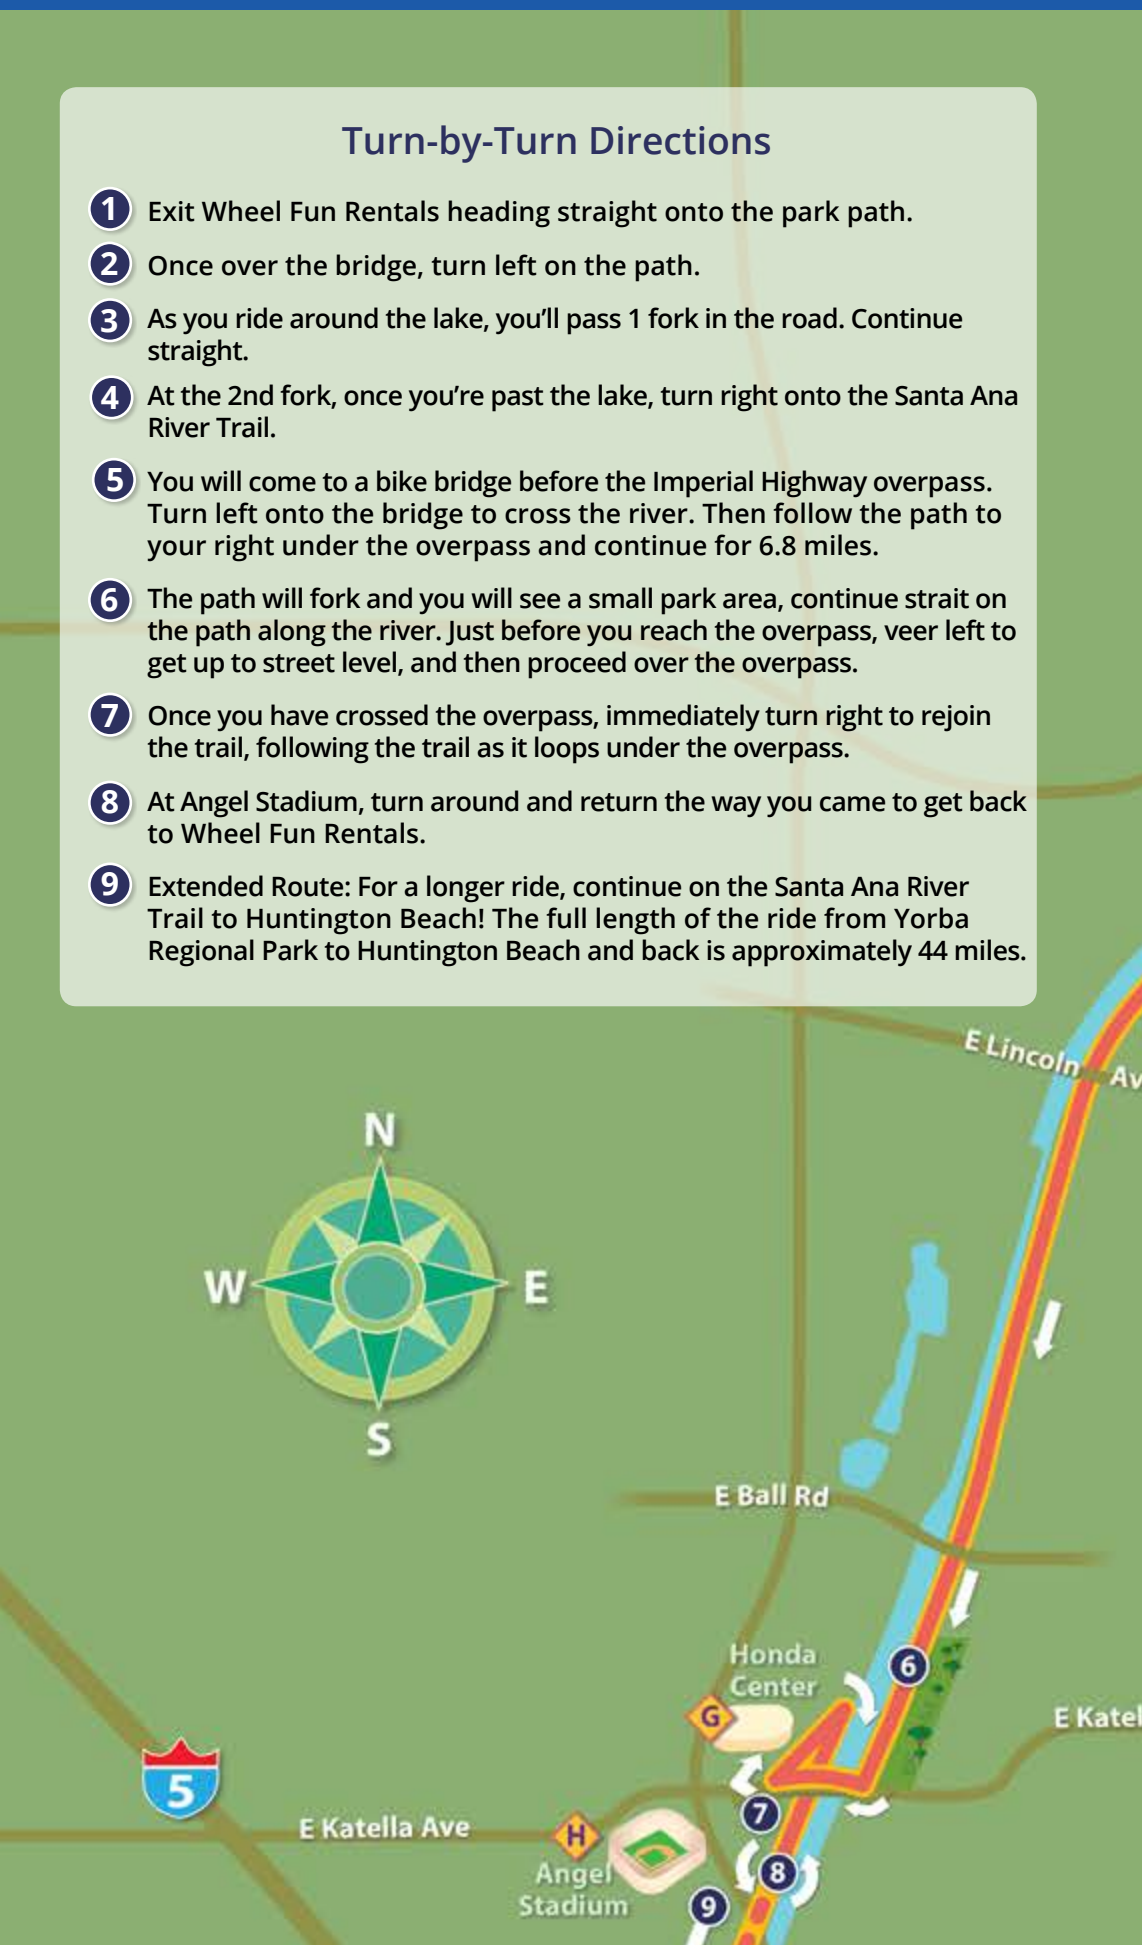 Turn-by-Turn Directions
1 Exit Wheel Fun Rentals heading straight onto the park path.
2 Once over the bridge, turn left on the path.
3 As you ride around the lake, you’ll pass 1 fork in the road. Continue
straight.
4 At the 2nd fork, once you’re past the lake, turn right onto the Santa Ana
River Trail.
5 You will come to a bike bridge before the Imperial Highway overpass.
Turn left onto the bridge to cross the river. Then follow the path to
your right under the overpass and continue for 6.8 miles.
6 The path will fork and you will see a small park area, continue strait on
the path along the river. Just before you reach the overpass, veer left to
get up to street level, and then proceed over the overpass.
7 Once you have crossed the overpass, immediately turn right to rejoin
the trail, following the trail as it loops under the overpass.
8 At Angel Stadium, turn around and return the way you came to get back
to Wheel Fun Rentals.
9 Extended Route: For a longer ride, continue on the Santa Ana River
Trail to Huntington Beach! The full length of the ride from Yorba
Regional Park to Huntington Beach and back is approximately 44 miles.
E Lincoln Av
N
W E
S
E Ball Rd
Honda
Center
6
G
E Katel
5
7
E Katella Ave
H
Angel
Stadium
8
9